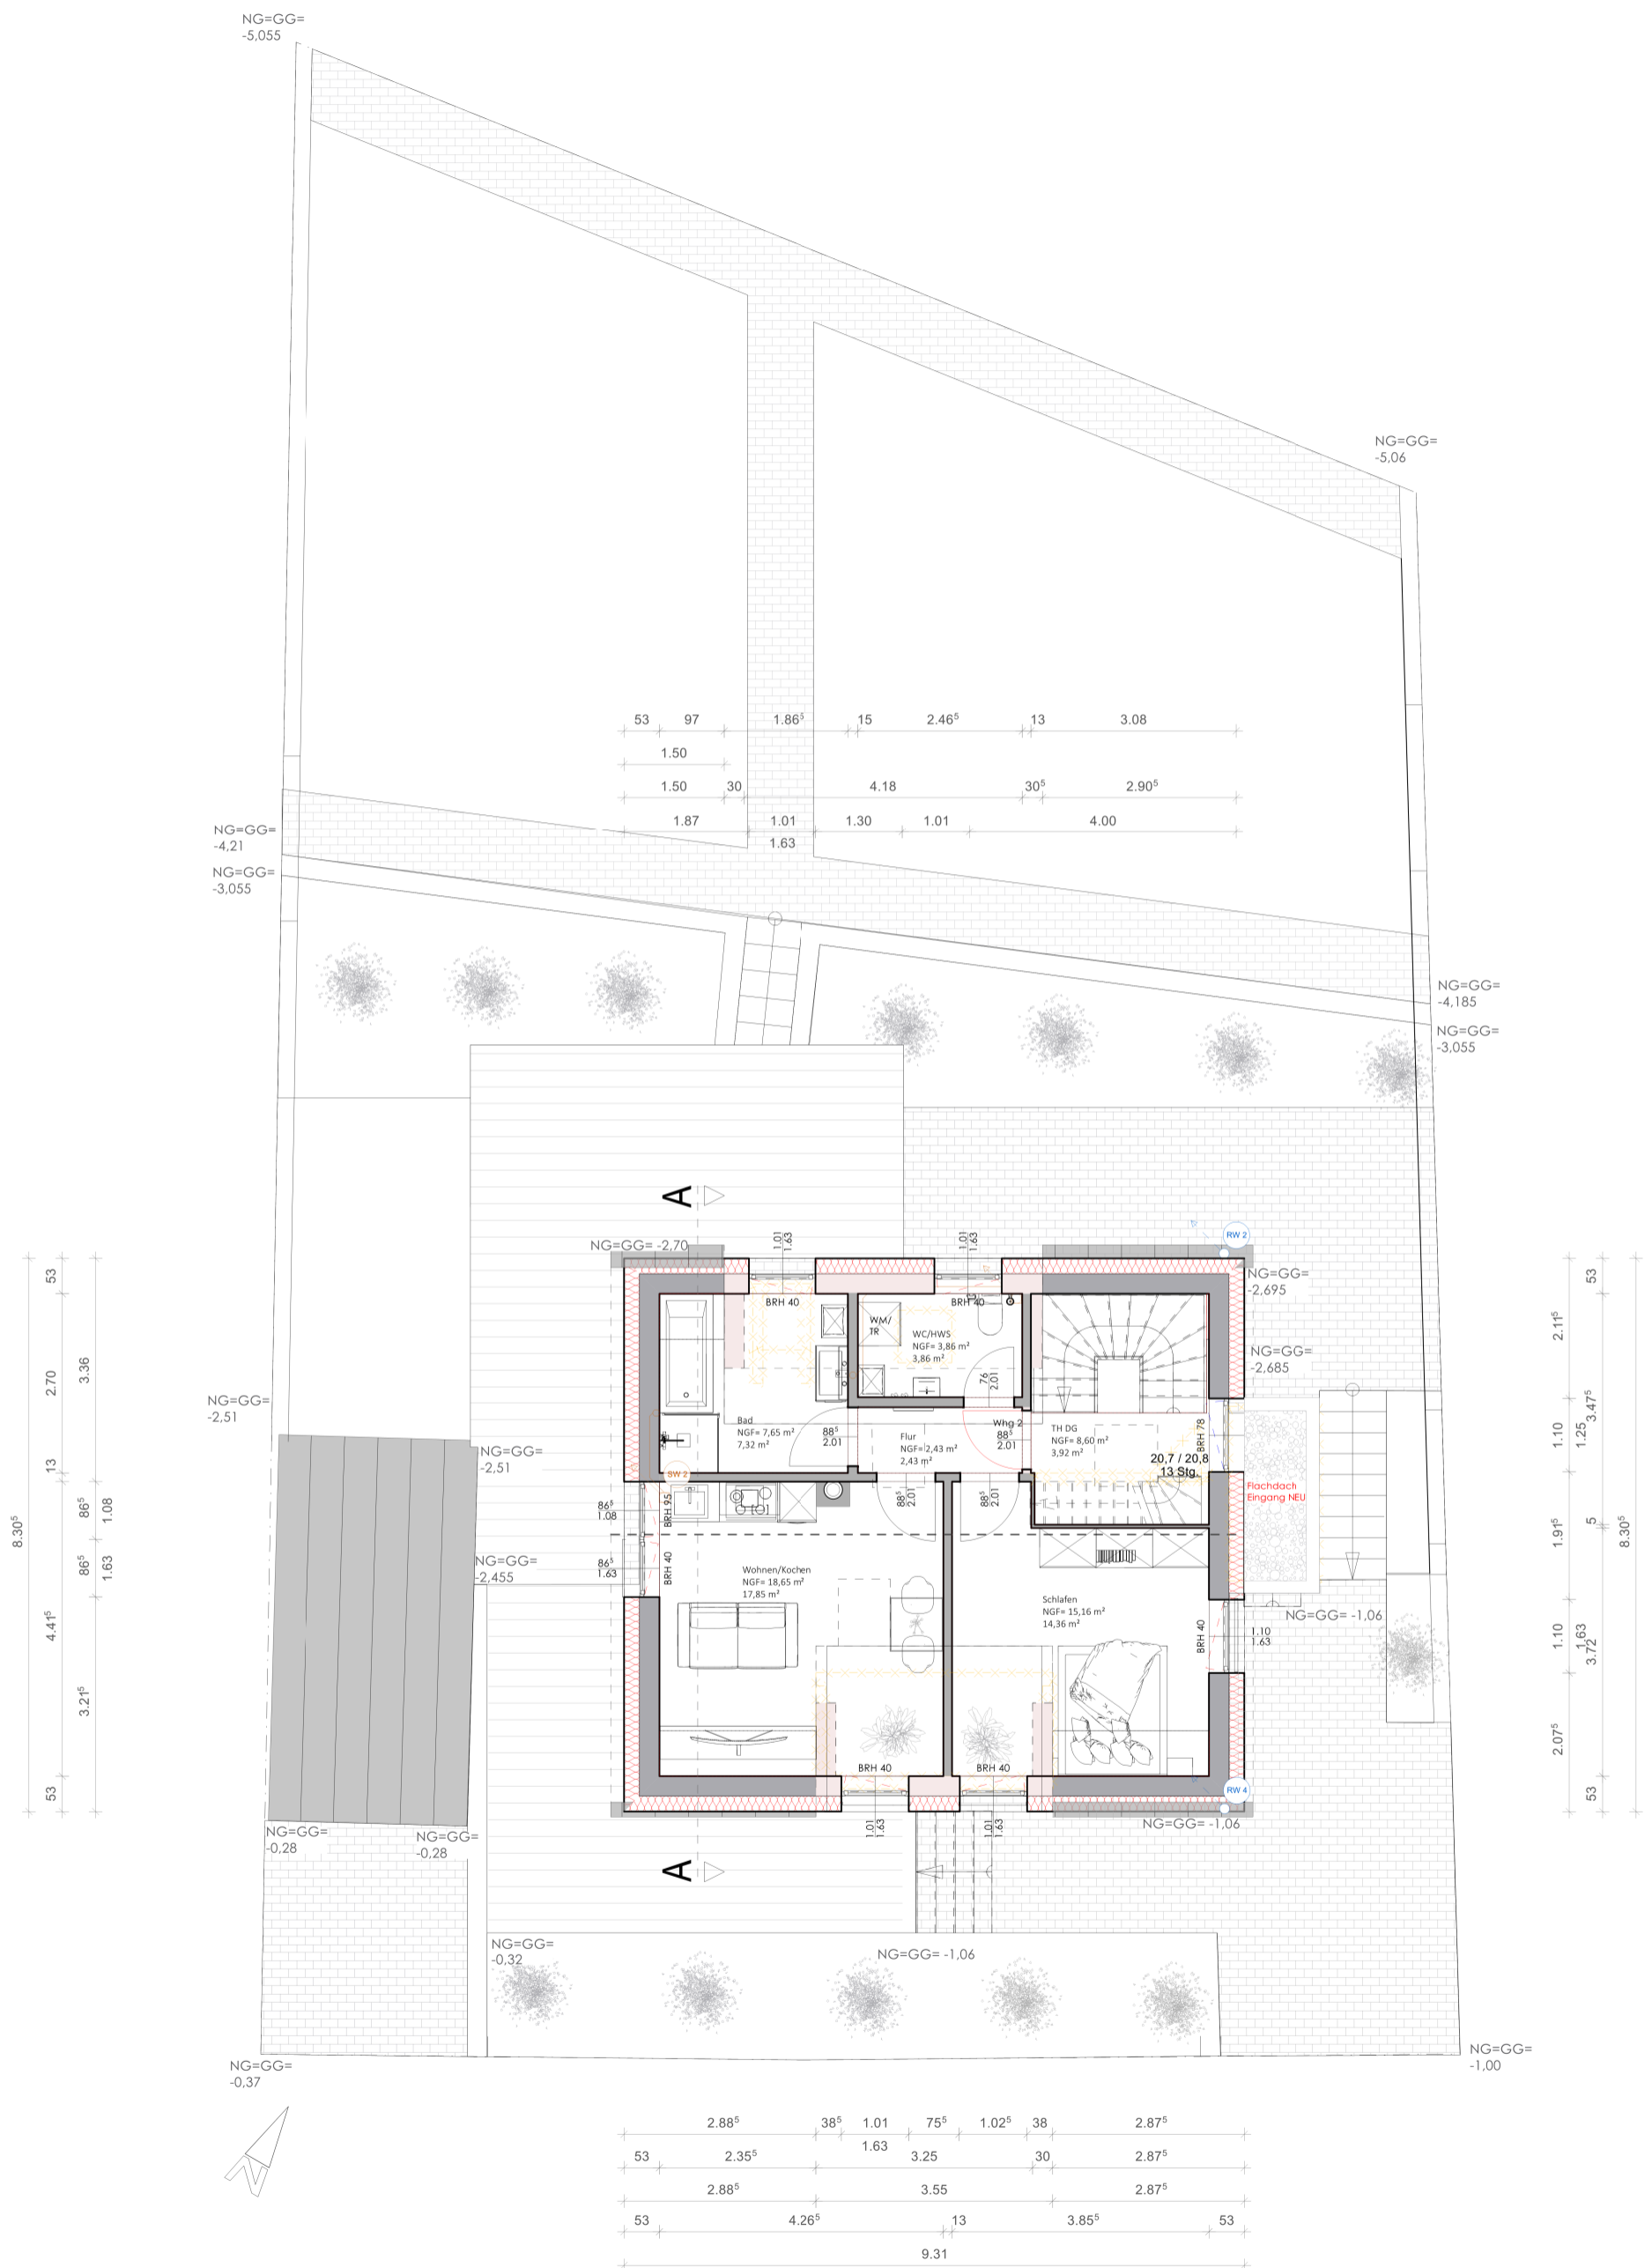 NG=GG=
-5,055
NG=GG=
-5,06
53 97 1.86⁵ 15 2.46⁵ 13 3.08
1.50
1.50 30 4.18 30⁵ 2.90⁵
1.87 1.01 1.30 1.01 4.00
1.63
NG=GG=
-4,21
NG=GG=
-3,055
NG=GG=
-4,185
NG=GG=
-3,055
A
NG=GG= -2,70
1.01
1.63
1.01
1.63
RW 2
NG=GG=
-2,695
NG=GG=
-2,685
BRH 40
BRH 40
WM/
TR
WC/HWS
NGF= 3,86 m²
3,86 m²
76
2.01
Bad
NGF= 7,65 m²
7,32 m²
88⁵
2.01
Flur
NGF= 2,43 m²
2,43 m²
Whg 2
88⁵
2.01
TH DG
NGF= 8,60 m²
3,92 m²
20,7 / 20,8
13 Stg.
BRH 78
Flachdach
Eingang NEU
NG=GG=
-2,51
NG=GG=
-2,51
SW 2
88⁵
2.01
88⁵
2.01
86⁵
1.08
BRH 95
86⁵
1.63
BRH 40
NG=GG=
-2,455
Wohnen/Kochen
NGF= 18,65 m²
17,85 m²
Schlafen
NGF= 15,16 m²
14,36 m²
BRH 40
1.10
1.63
NG=GG= -1,06
BRH 40
BRH 40
RW 4
1.01
1.63
1.01
1.63
NG=GG= -1,06
NG=GG=
-0,28
NG=GG=
-0,28
A
NG=GG=
-0,32
NG=GG= -1,06
NG=GG=
-0,37
NG=GG=
-1,00
8.30⁵
53 2.70 13 4.41⁵ 53
3.36 86⁵ 86⁵ 3.21⁵
1.08 1.63
2.11⁵ 1.10 1.91⁵ 1.10 2.07⁵
1.25 1.63
53 3.47⁵ 5 3.72 53
8.30⁵
N
2.88⁵ 38⁵ 1.01 75⁵ 1.02⁵ 38 2.87⁵
1.63
53 2.35⁵ 3.25 30 2.87⁵
2.88⁵ 3.55 2.87⁵
53 4.26⁵ 13 3.85⁵ 53
9.31